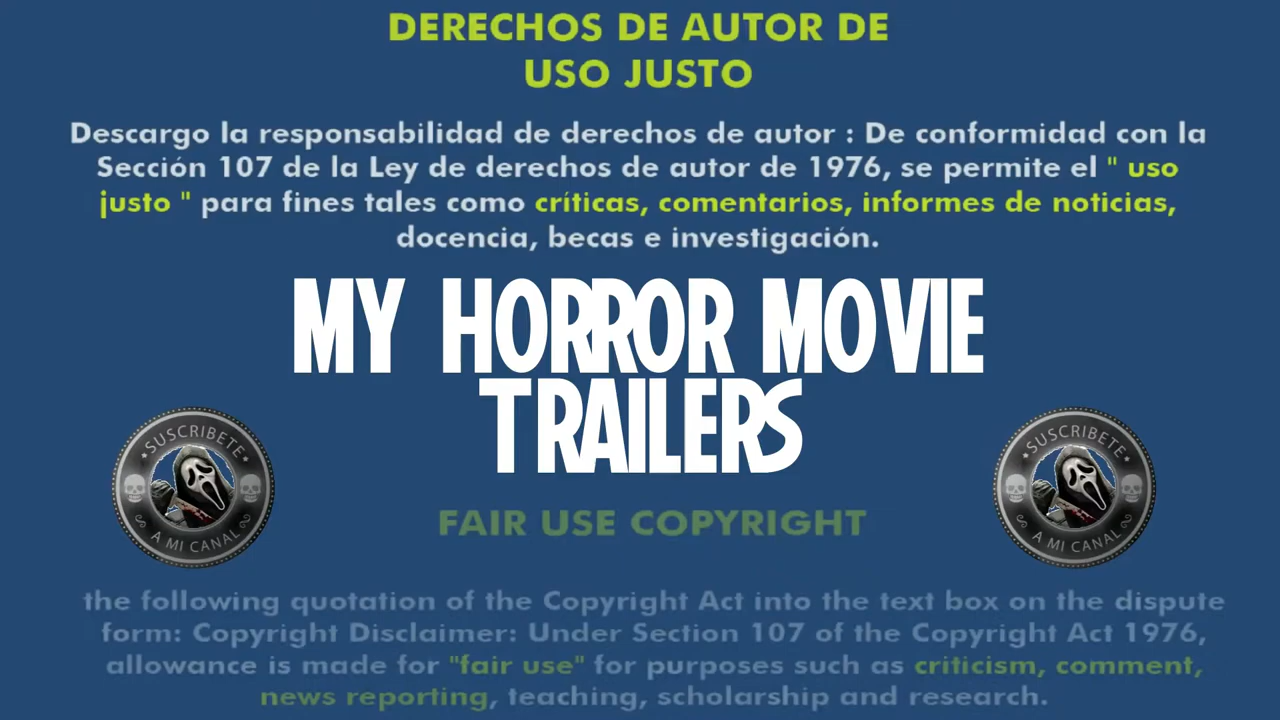 DERECHOS DE AUTOR DE
USO JUSTO
Descargo la responsabilidad de derechos de autor : De conformidad con la
Sección 107 de la Ley de derechos de autor de 1976, se permite el " uso
justo " para fines tales como críticas, comentarios, informes de noticias,
docencia, becas e investigación.
MY HORROR MOVIE
TRAILERS
SUSCRIBETE
A MI CANAL
SUSCRIBETE
A MI CANAL
FAIR USE COPYRIGHT
the following quotation of the Copyright Act into the text box on the dispute
form: Copyright Disclaimer: Under Section 107 of the Copyright Act 1976,
allowance is made for "fair use" for purposes such as criticism, comment,
news reporting, teaching, scholarship and research.